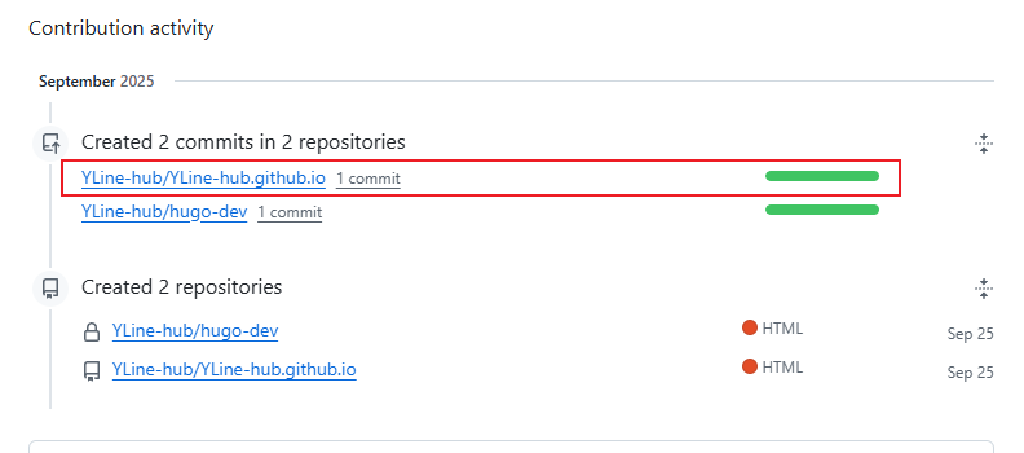 Contribution activity
September 2025
Created 2 commits in 2 repositories
YLine-hub/YLine-hub.github.io 1 commit
YLine-hub/hugo-dev 1 commit
Created 2 repositories
YLine-hub/hugo-dev HTML Sep 25
YLine-hub/YLine-hub.github.io HTML Sep 25